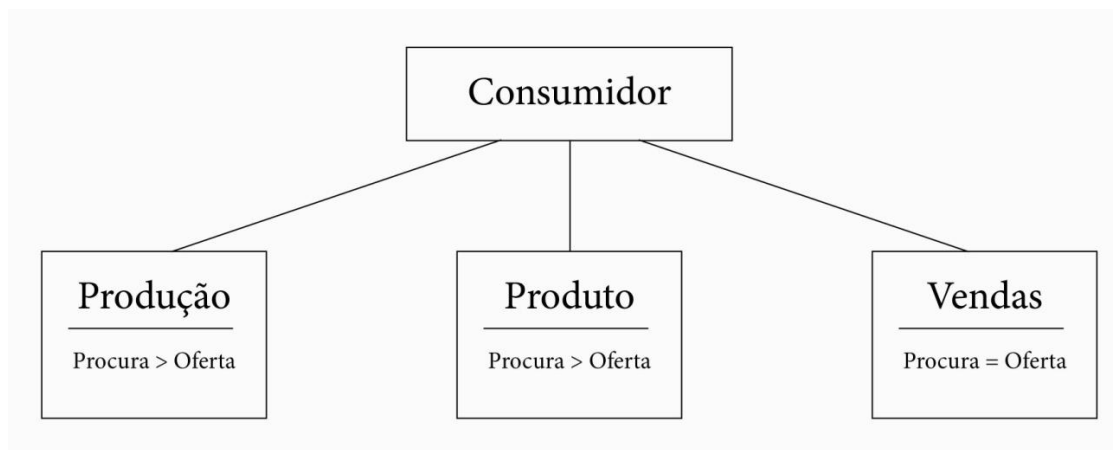 Consumidor
Produção
Procura > Oferta
Produto
Procura > Oferta
Vendas
Procura = Oferta